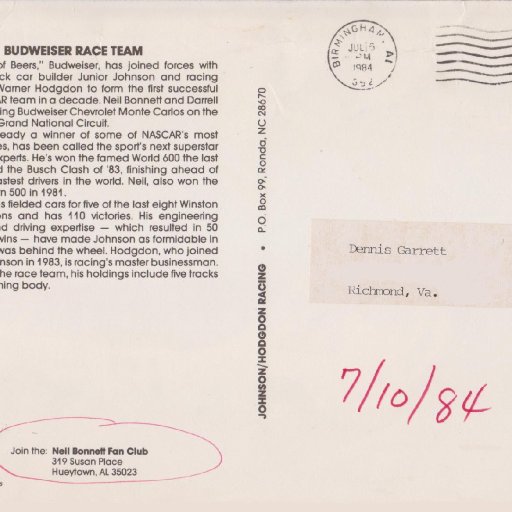 BUDWEISER RACE TEAM
of Beers," Budweiser, has joined forces with
ck car builder Junior Johnson and racing
Warner Hodgdon to form the first successful
AR team in a decade. Neil Bonnett and Darrell
ing Budweiser Chevrolet Monte Carlos on the
Grand National Circuit.
eady a winner of some of NASCAR's most
es, has been called the sport's next superstar
xperts. He's won the famed World 600 the last
d the Busch Clash of '83, finishing ahead of
astest drivers in the world. Neil, also won the
n 500 in 1981.
s fielded cars for five of the last eight Winston
ons and has 110 victories. His engineering
nd driving expertise — which resulted in 50
wins — have made Johnson as formidable in
was behind the wheel. Hodgdon, who joined
nson in 1983, is racing's master businessman.
he race team, his holdings include five tracks
ning body.
Join the: Neil Bonnett Fan Club
319 Susan Place
Hueytown, AL 35023
JOHNSON/HODGDON RACING • P.O. Box 99, Ronda, NC 28670
BIRMINGHAM, Al
JUL 5
PM
1984
352
Dennis Garrett
Richmond, Va.
7/10/84